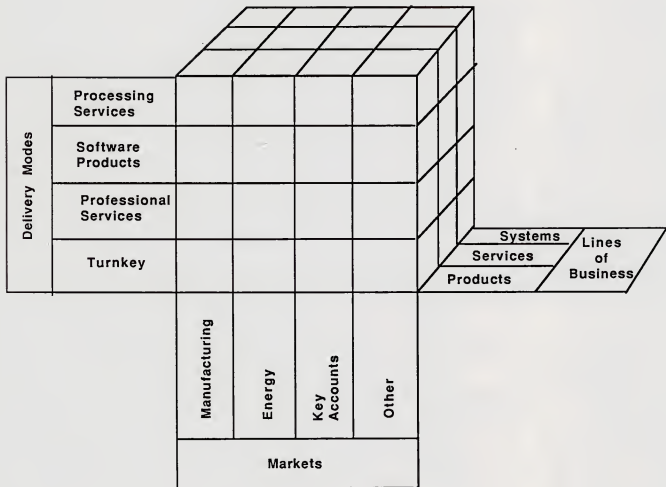 Delivery Modes
Processing
Services
Software
Products
Professional
Services
Turnkey
Systems
Services
Products
Lines
of
Business
Manufacturing
Energy
Key
Accounts
Other
Markets